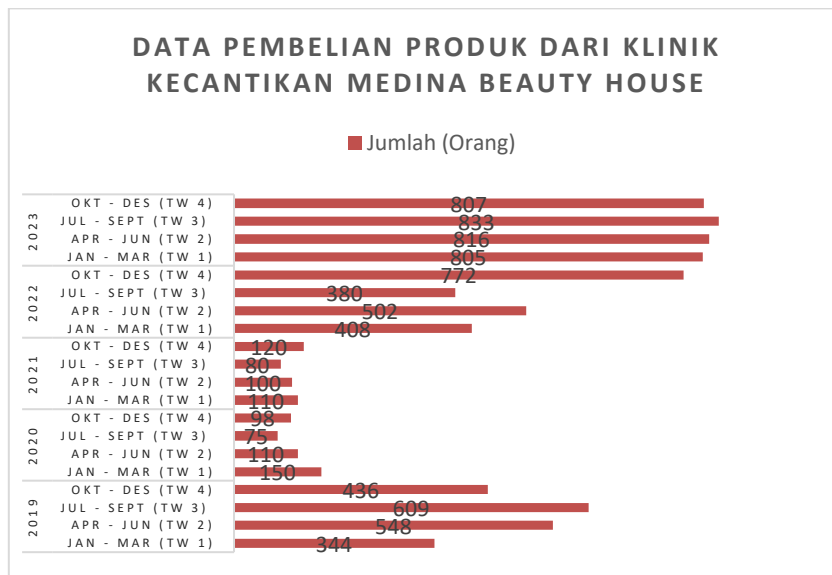 DATA PEMBELIAN PRODUK DARI KLINIK
KECANTIKAN MEDINA BEAUTY HOUSE
Jumlah (Orang)
2023
OKT - DES (TW 4) 807
JUL - SEPT (TW 3) 833
APR - JUN (TW 2) 816
JAN - MAR (TW 1) 805
2022
OKT - DES (TW 4) 772
JUL - SEPT (TW 3) 380
APR - JUN (TW 2) 502
JAN - MAR (TW 1) 408
2021
OKT - DES (TW 4) 120
JUL - SEPT (TW 3) 80
APR - JUN (TW 2) 100
JAN - MAR (TW 1) 110
2020
OKT - DES (TW 4) 98
JUL - SEPT (TW 3) 75
APR - JUN (TW 2) 110
JAN - MAR (TW 1) 150
2019
OKT - DES (TW 4) 436
JUL - SEPT (TW 3) 609
APR - JUN (TW 2) 548
JAN - MAR (TW 1) 344